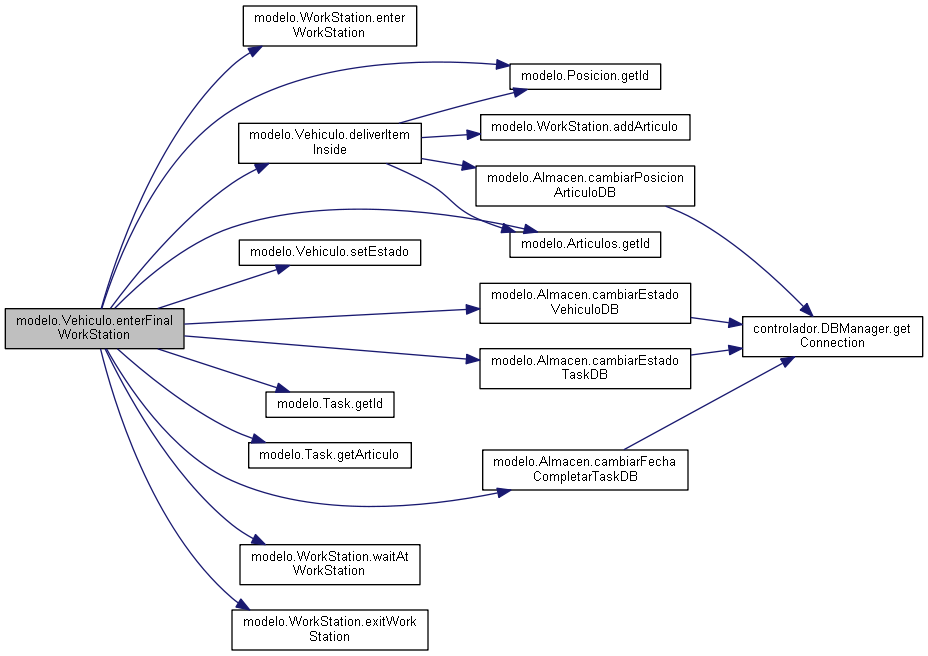 modelo.WorkStation.enter
WorkStation
modelo.Posicion.getId
modelo.WorkStation.addArticulo
modelo.Vehiculo.deliverItem
Inside
modelo.Almacen.cambiarPosicion
ArticuloDB
modelo.Articulos.getId
modelo.Vehiculo.setEstado
modelo.Almacen.cambiarEstado
VehiculoDB
modelo.Vehiculo.enterFinal
WorkStation
controlador.DBManager.get
Connection
modelo.Almacen.cambiarEstado
TaskDB
modelo.Task.getId
modelo.Task.getArticulo
modelo.Almacen.cambiarFecha
CompletarTaskDB
modelo.WorkStation.waitAt
WorkStation
modelo.WorkStation.exitWork
Station